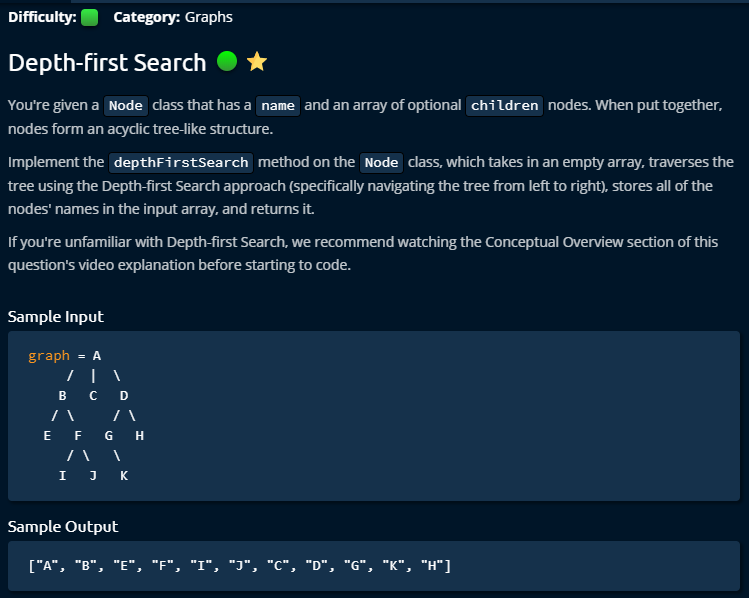 Difficulty: Category: Graphs
Depth-first Search
You're given a Node class that has a name and an array of optional children nodes. When put together,
nodes form an acyclic tree-like structure.
Implement the depthFirstSearch method on the Node class, which takes in an empty array, traverses the
tree using the Depth-first Search approach (specifically navigating the tree from left to right), stores all of the
nodes' names in the input array, and returns it.
If you're unfamiliar with Depth-first Search, we recommend watching the Conceptual Overview section of this
question's video explanation before starting to code.
Sample Input
graph = A
/ | \
B C D
/ \ / \
E F G H
/ \ \
I J K
Sample Output
["A", "B", "E", "F", "I", "J", "C", "D", "G", "K", "H"]